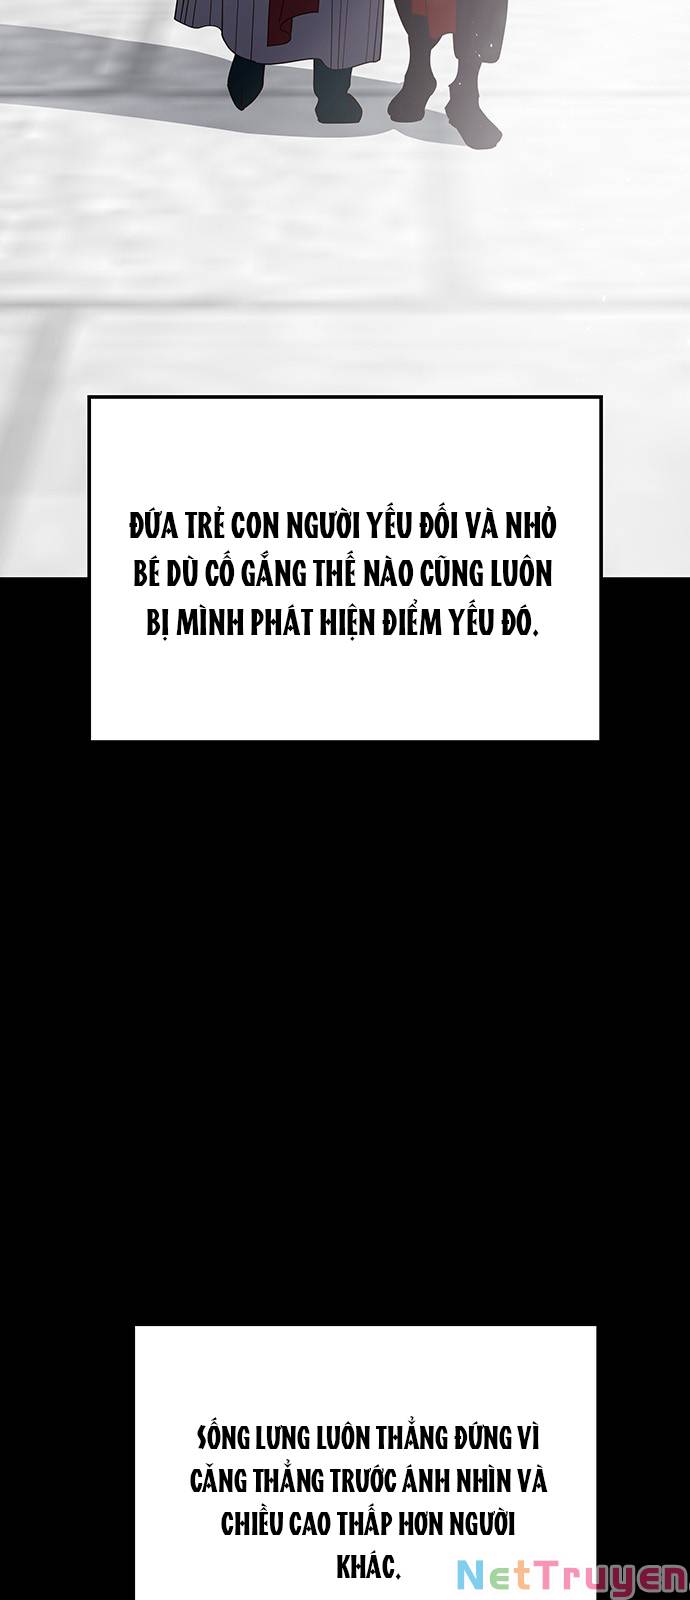 ĐỨA TRẺ CON NGƯỜI YẾU ĐỐI VÀ NHỎ
BÉ DÙ CỐ GẮNG THẾ NÀO CŨNG LUÔN
BỊ MÌNH PHÁT HIỆN ĐIỂM YẾU ĐÓ.
SỐNG LƯNG LUÔN THẲNG ĐỨNG VÌ
CĂNG THẲNG TRƯỚC ÁNH NHÌN VÀ
CHIỀU CAO THẤP HƠN NGƯỜI
KHÁC.
NetTruyen